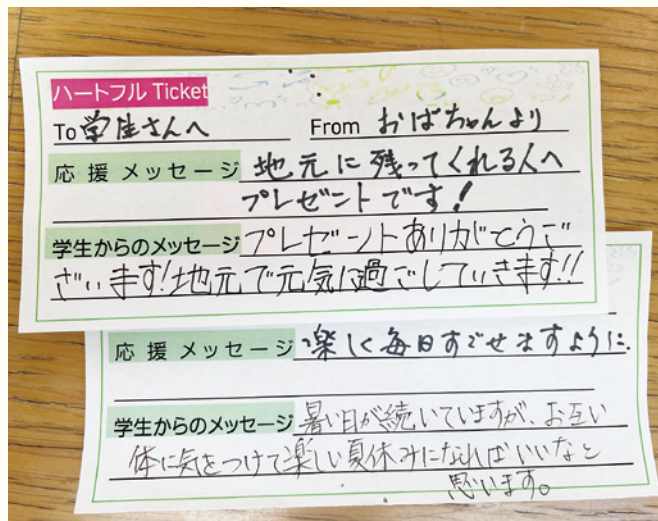 ハートフル Ticket
To 学生さんへ From おばちゃんより
応援メッセージ 地元に残ってくれる人へ
プレゼントです!
学生からのメッセージ プレゼントありがとうご
ざいます!地元で元気に過ごしていきます!!
応援メッセージ 楽しく毎日すごせますように.
学生からのメッセージ 暑い日が続いていますが、お互い
体に気をつけて楽しい夏休みになればいいなと
思います。